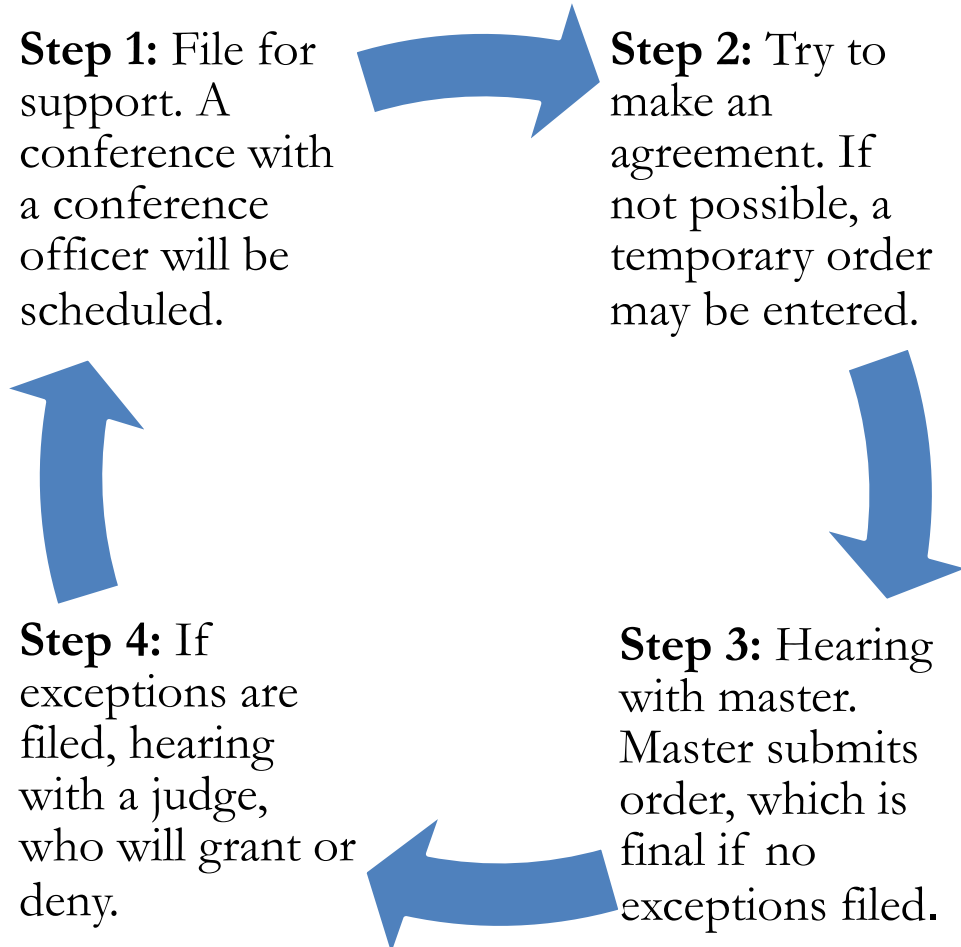 Step 1: File for
support. A
conference with
a conference
officer will be
scheduled.
Step 2: Try to
make an
agreement. If
not possible, a
temporary order
may be entered.
Step 3: Hearing
with master.
Master submits
order, which is
final if no
exceptions filed.
Step 4: If
exceptions are
filed, hearing
with a judge,
who will grant or
deny.